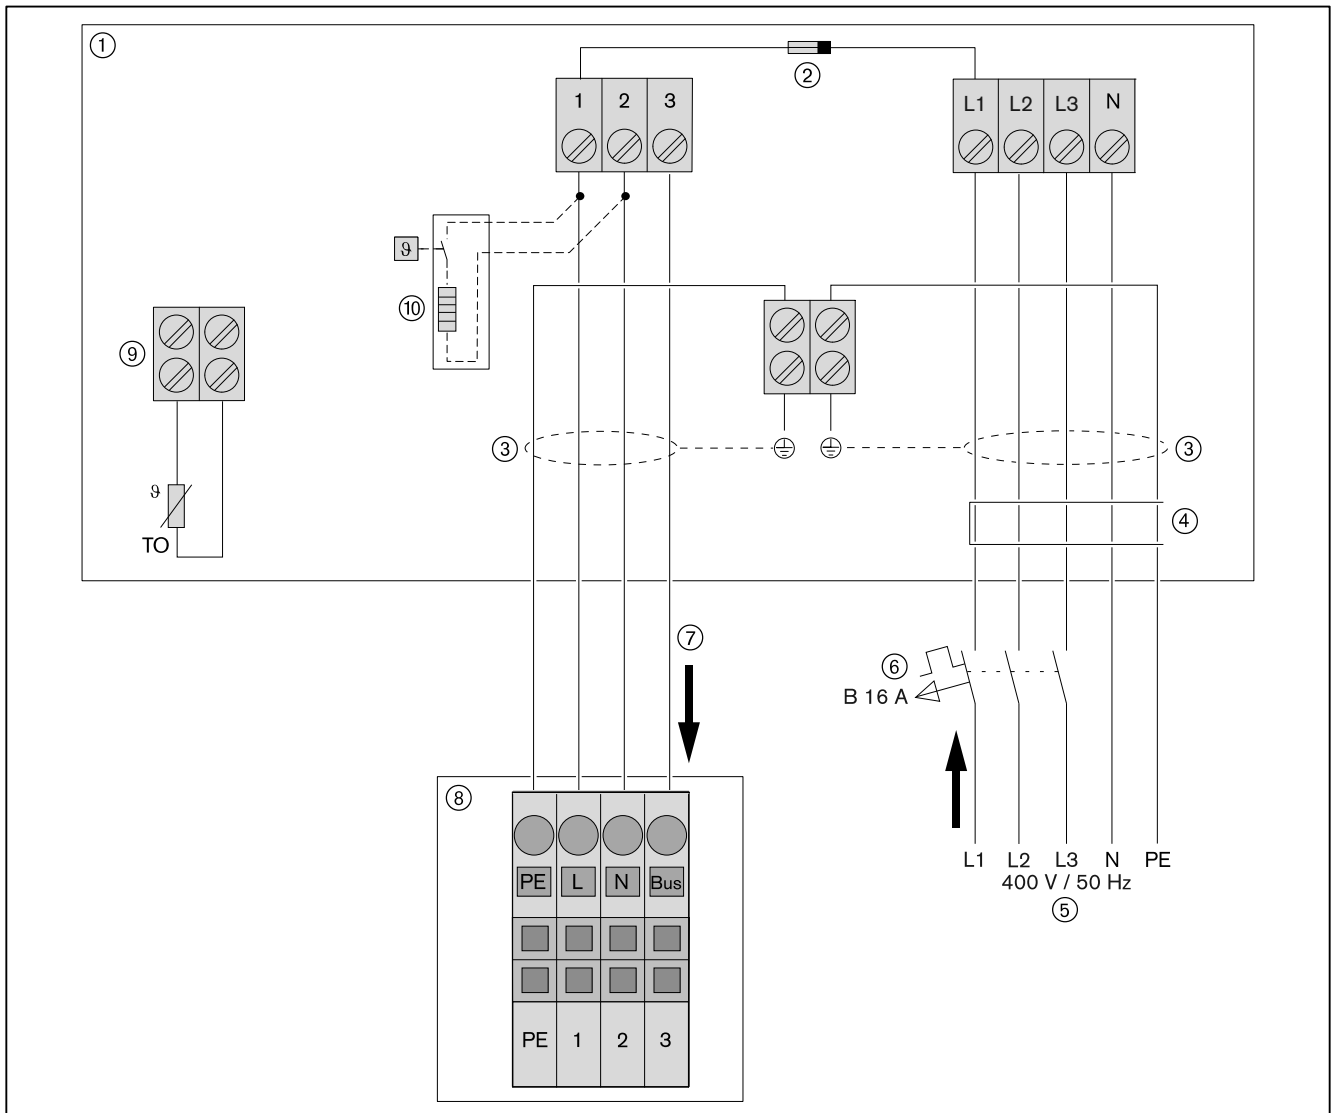 ①
②
1 2 3
L1 L2 L3 N
ϑ
⑩
⑨
③
③
ϑ
④
TO
⑦
⑥
B 16 A
⑧
L1 L2 L3 N PE
400 V / 50 Hz
PE L N Bus
⑤
PE 1 2 3